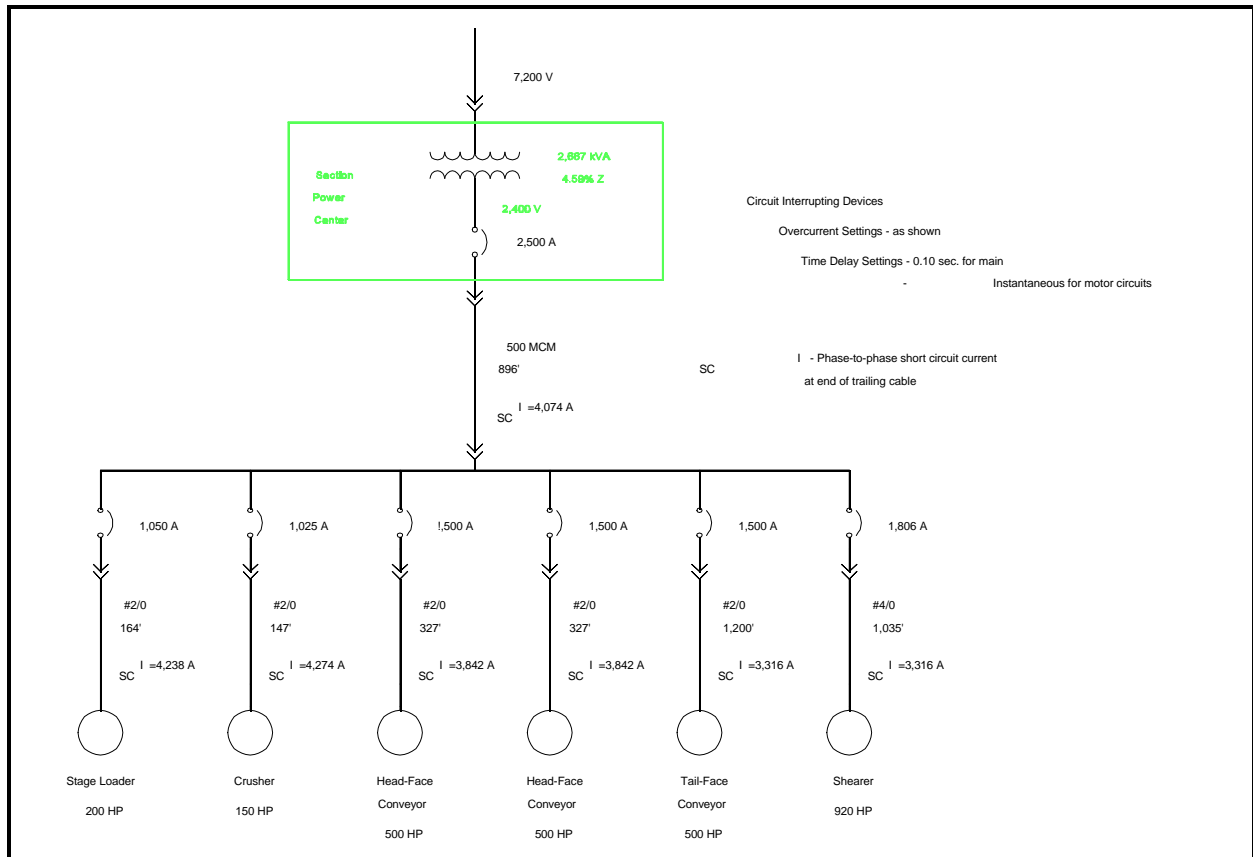 7,200 V
2,667 kVA
4.59% Z
Section
Power
Center
2,400 V
2,500 A
Circuit Interrupting Devices
Overcurrent Settings - as shown
Time Delay Settings - 0.10 sec. for main
- Instantaneous for motor circuits
500 MCM
896'
SC I =4,074 A
SC I - Phase-to-phase short circuit current
at end of trailing cable
1,050 A
1,025 A
!,500 A
1,500 A
1,500 A
1,806 A
#2/0
164'
SC I =4,238 A
#2/0
147'
SC I =4,274 A
#2/0
327'
SC I =3,842 A
#2/0
327'
SC I =3,842 A
#2/0
1,200'
SC I =3,316 A
#4/0
1,035'
SC I =3,316 A
Stage Loader
200 HP
Crusher
150 HP
Head-Face
Conveyor
500 HP
Head-Face
Conveyor
500 HP
Tail-Face
Conveyor
500 HP
Shearer
920 HP